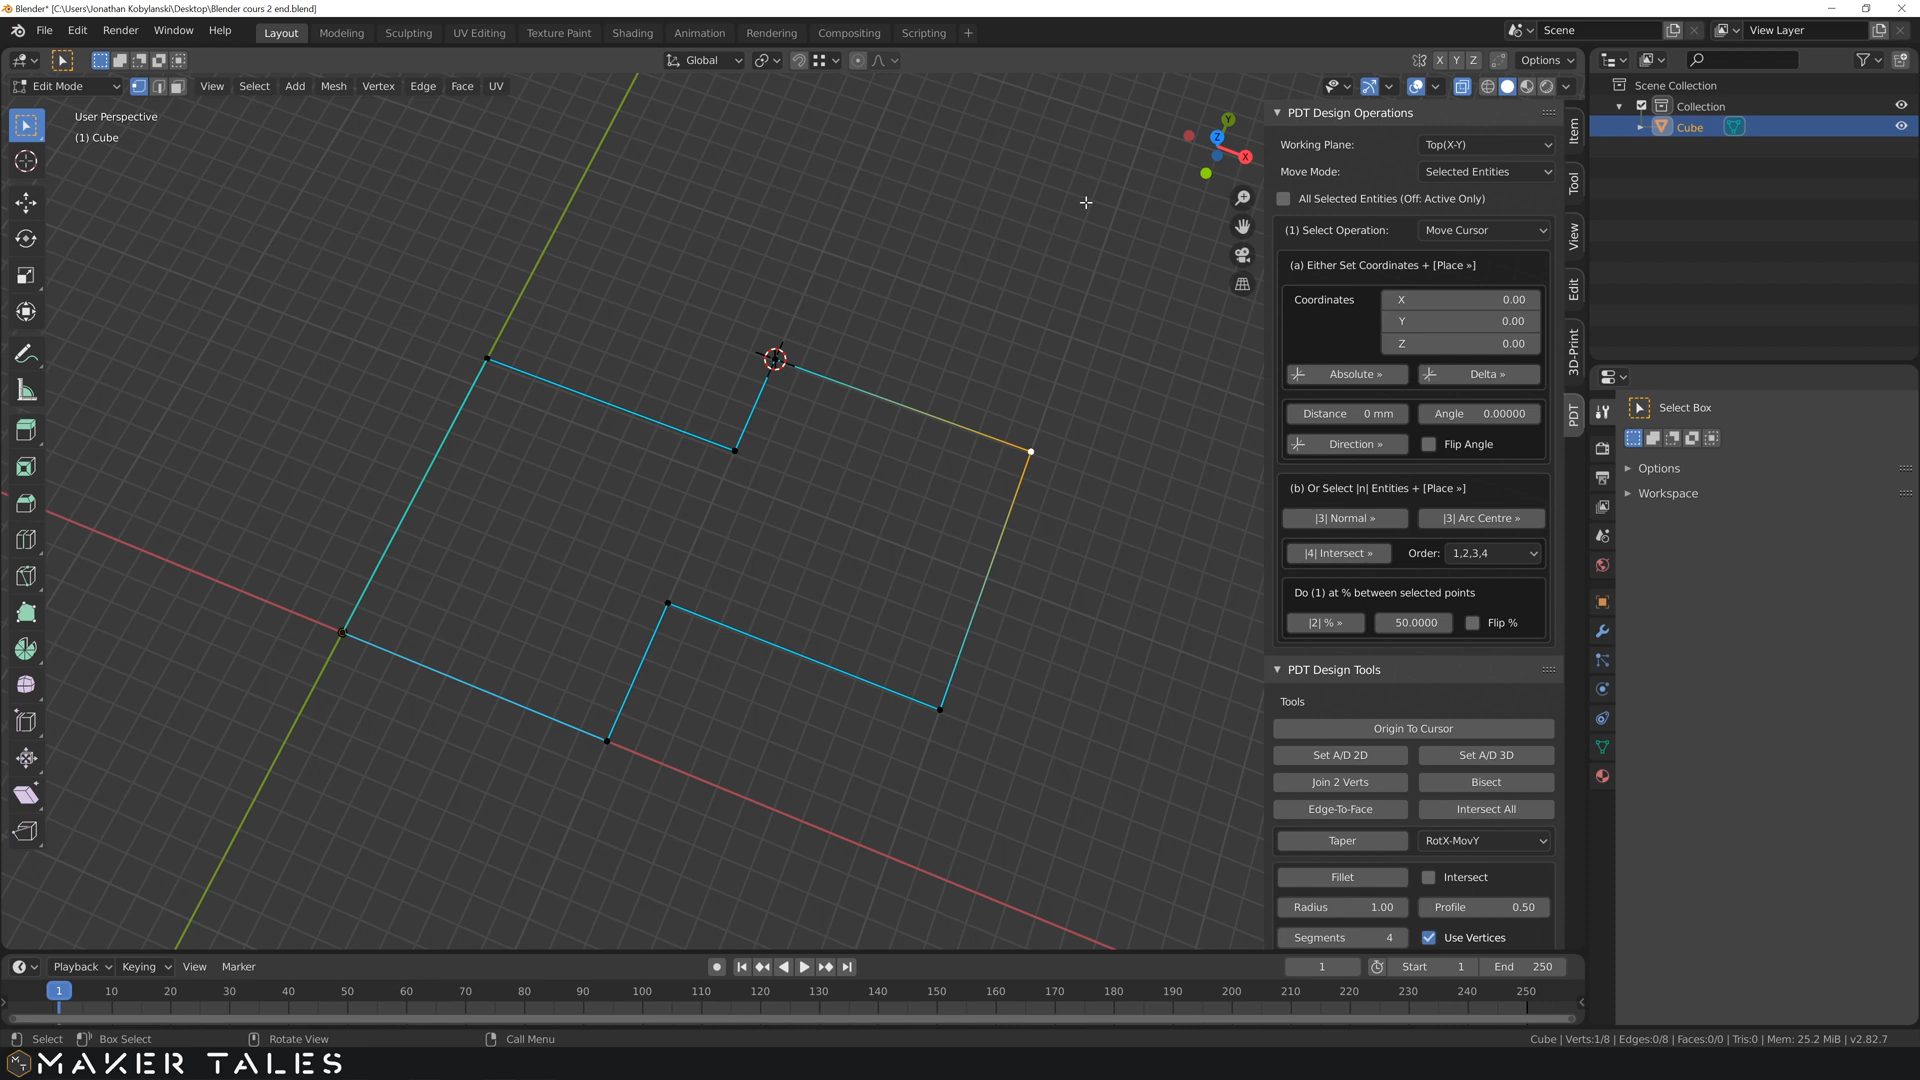 Blender* [C:\Users\Jonathan Kobylanski\Desktop\Blender cours 2 end.blend]
File Edit Render Window Help Layout Modeling Sculpting UV Editing Texture Paint Shading Animation Rendering Compositing Scripting + Scene View Layer
Global X Y Z Options
Edit Mode View Select Add Mesh Vertex Edge Face UV
User Perspective
(1) Cube
Y
Z
X
PDT Design Operations
Working Plane: Top(X-Y)
Move Mode: Selected Entities
All Selected Entities (Off: Active Only)
(1) Select Operation: Move Cursor
(a) Either Set Coordinates + [Place »]
Coordinates X 0.00
Y 0.00
Z 0.00
Absolute » Delta »
Distance 0 mm Angle 0.00000
Direction » Flip Angle
(b) Or Select |n| Entities + [Place »]
|3| Normal » |3| Arc Centre »
|4| Intersect » Order: 1,2,3,4
Do (1) at % between selected points
|2| % » 50.0000 Flip %
PDT Design Tools
Tools
Origin To Cursor
Set A/D 2D Set A/D 3D
Join 2 Verts Bisect
Edge-To-Face Intersect All
Taper RotX-MovY
Fillet Intersect
Radius 1.00 Profile 0.50
Segments 4 Use Vertices
Item
Tool
View
Edit
3D-Print
PDT
Scene Collection
Collection
Cube
Select Box
Options
Workspace
Playback Keying View Marker 1 Start 1 End 250
1 10 20 30 40 50 60 70 80 90 100 110 120 130 140 150 160 170 180 190 200 210 220 230 240 250
Select Box Select Rotate View Call Menu Cube | Verts:1/8 | Edges:0/8 | Faces:0/0 | Tris:0 | Mem: 25.2 MiB | v2.82.7
MT MAKER TALES